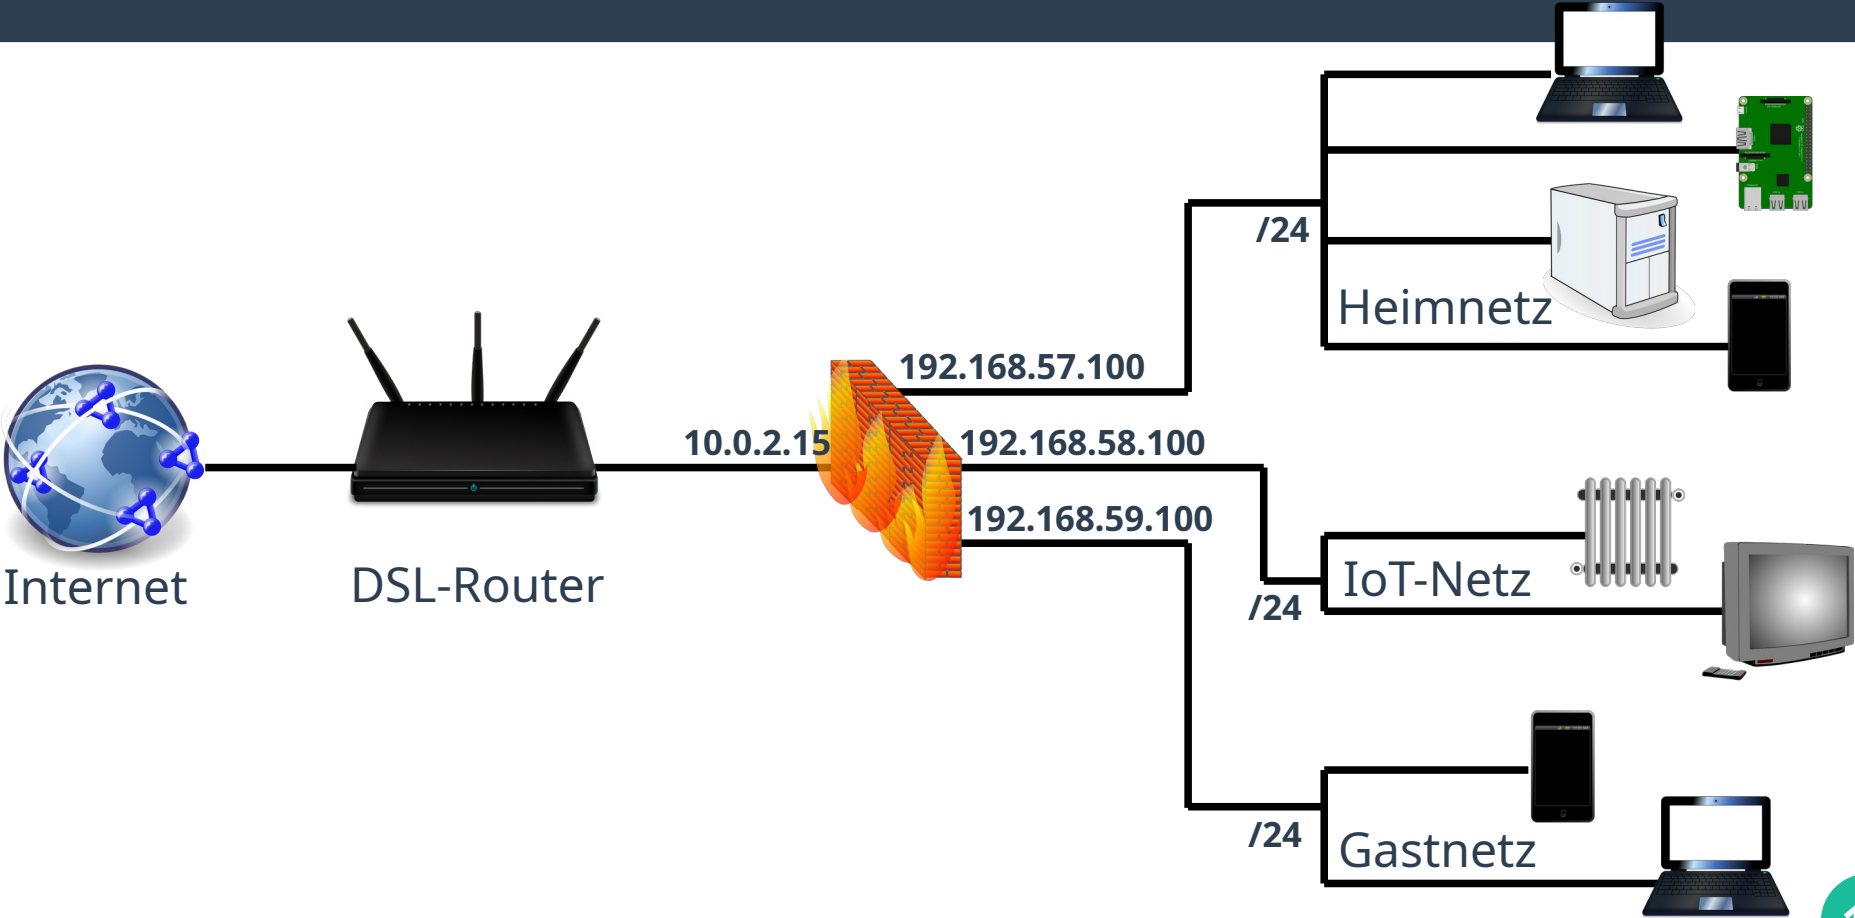 /24
Heimnetz
192.168.57.100
10.0.2.15
192.168.58.100
192.168.59.100
Internet
DSL-Router
IoT-Netz
/24
/24
Gastnetz